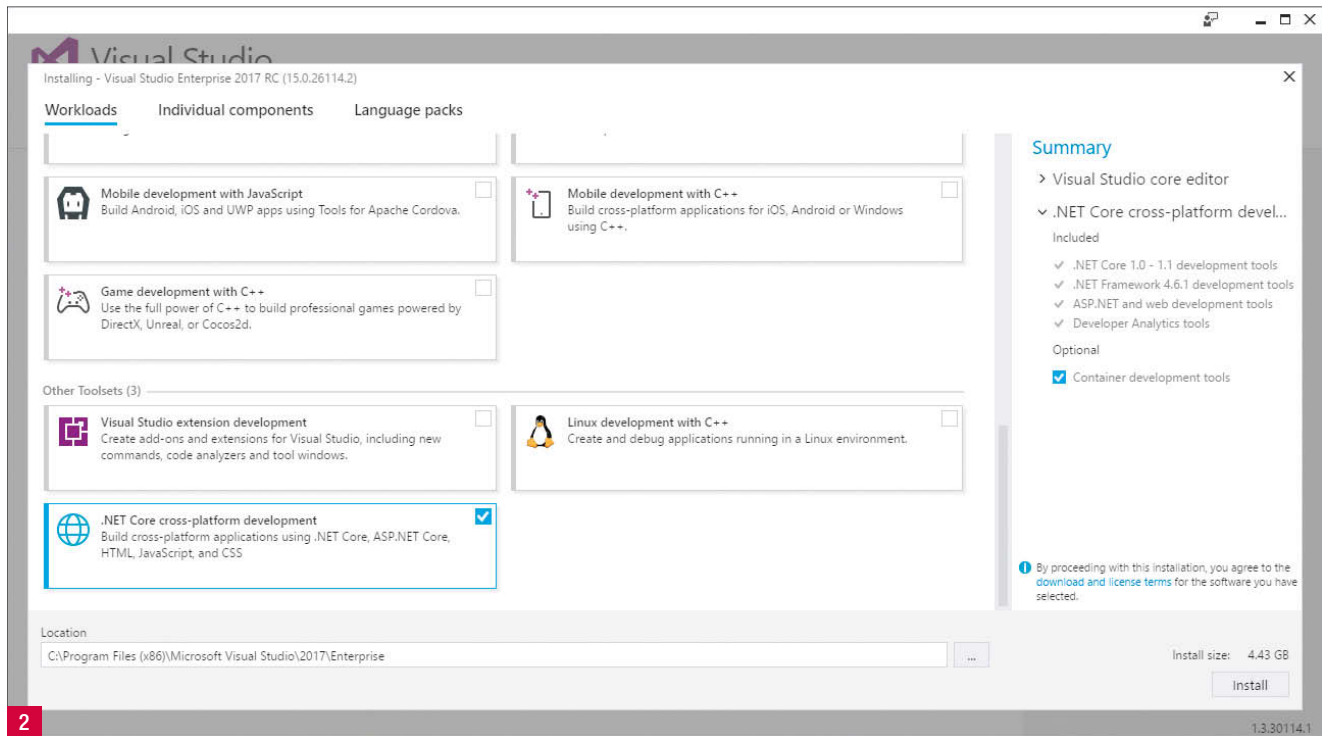 Visual Studio
Installing - Visual Studio Enterprise 2017 RC (15.0.26114.2)
Workloads Individual components Language packs
Mobile development with JavaScript
Build Android, iOS and UWP apps using Tools for Apache Cordova.
Mobile development with C++
Build cross-platform applications for iOS, Android or Windows
using C++.
Game development with C++
Use the full power of C++ to build professional games powered by
DirectX, Unreal, or Cocos2d.
Other Toolsets (3)
Visual Studio extension development
Create add-ons and extensions for Visual Studio, including new
commands, code analyzers and tool windows.
Linux development with C++
Create and debug applications running in a Linux environment.
.NET Core cross-platform development
Build cross-platform applications using .NET Core, ASP.NET Core,
HTML, JavaScript, and CSS
Summary
Visual Studio core editor
.NET Core cross-platform devel...
Included
.NET Core 1.0 - 1.1 development tools
.NET Framework 4.6.1 development tools
ASP.NET and web development tools
Developer Analytics tools
Optional
Container development tools
By proceeding with this installation, you agree to the
download and license terms for the software you have
selected.
Location
C:\Program Files (x86)\Microsoft Visual Studio\2017\Enterprise
...
Install size: 4.43 GB
Install
2
1.3.30114.1